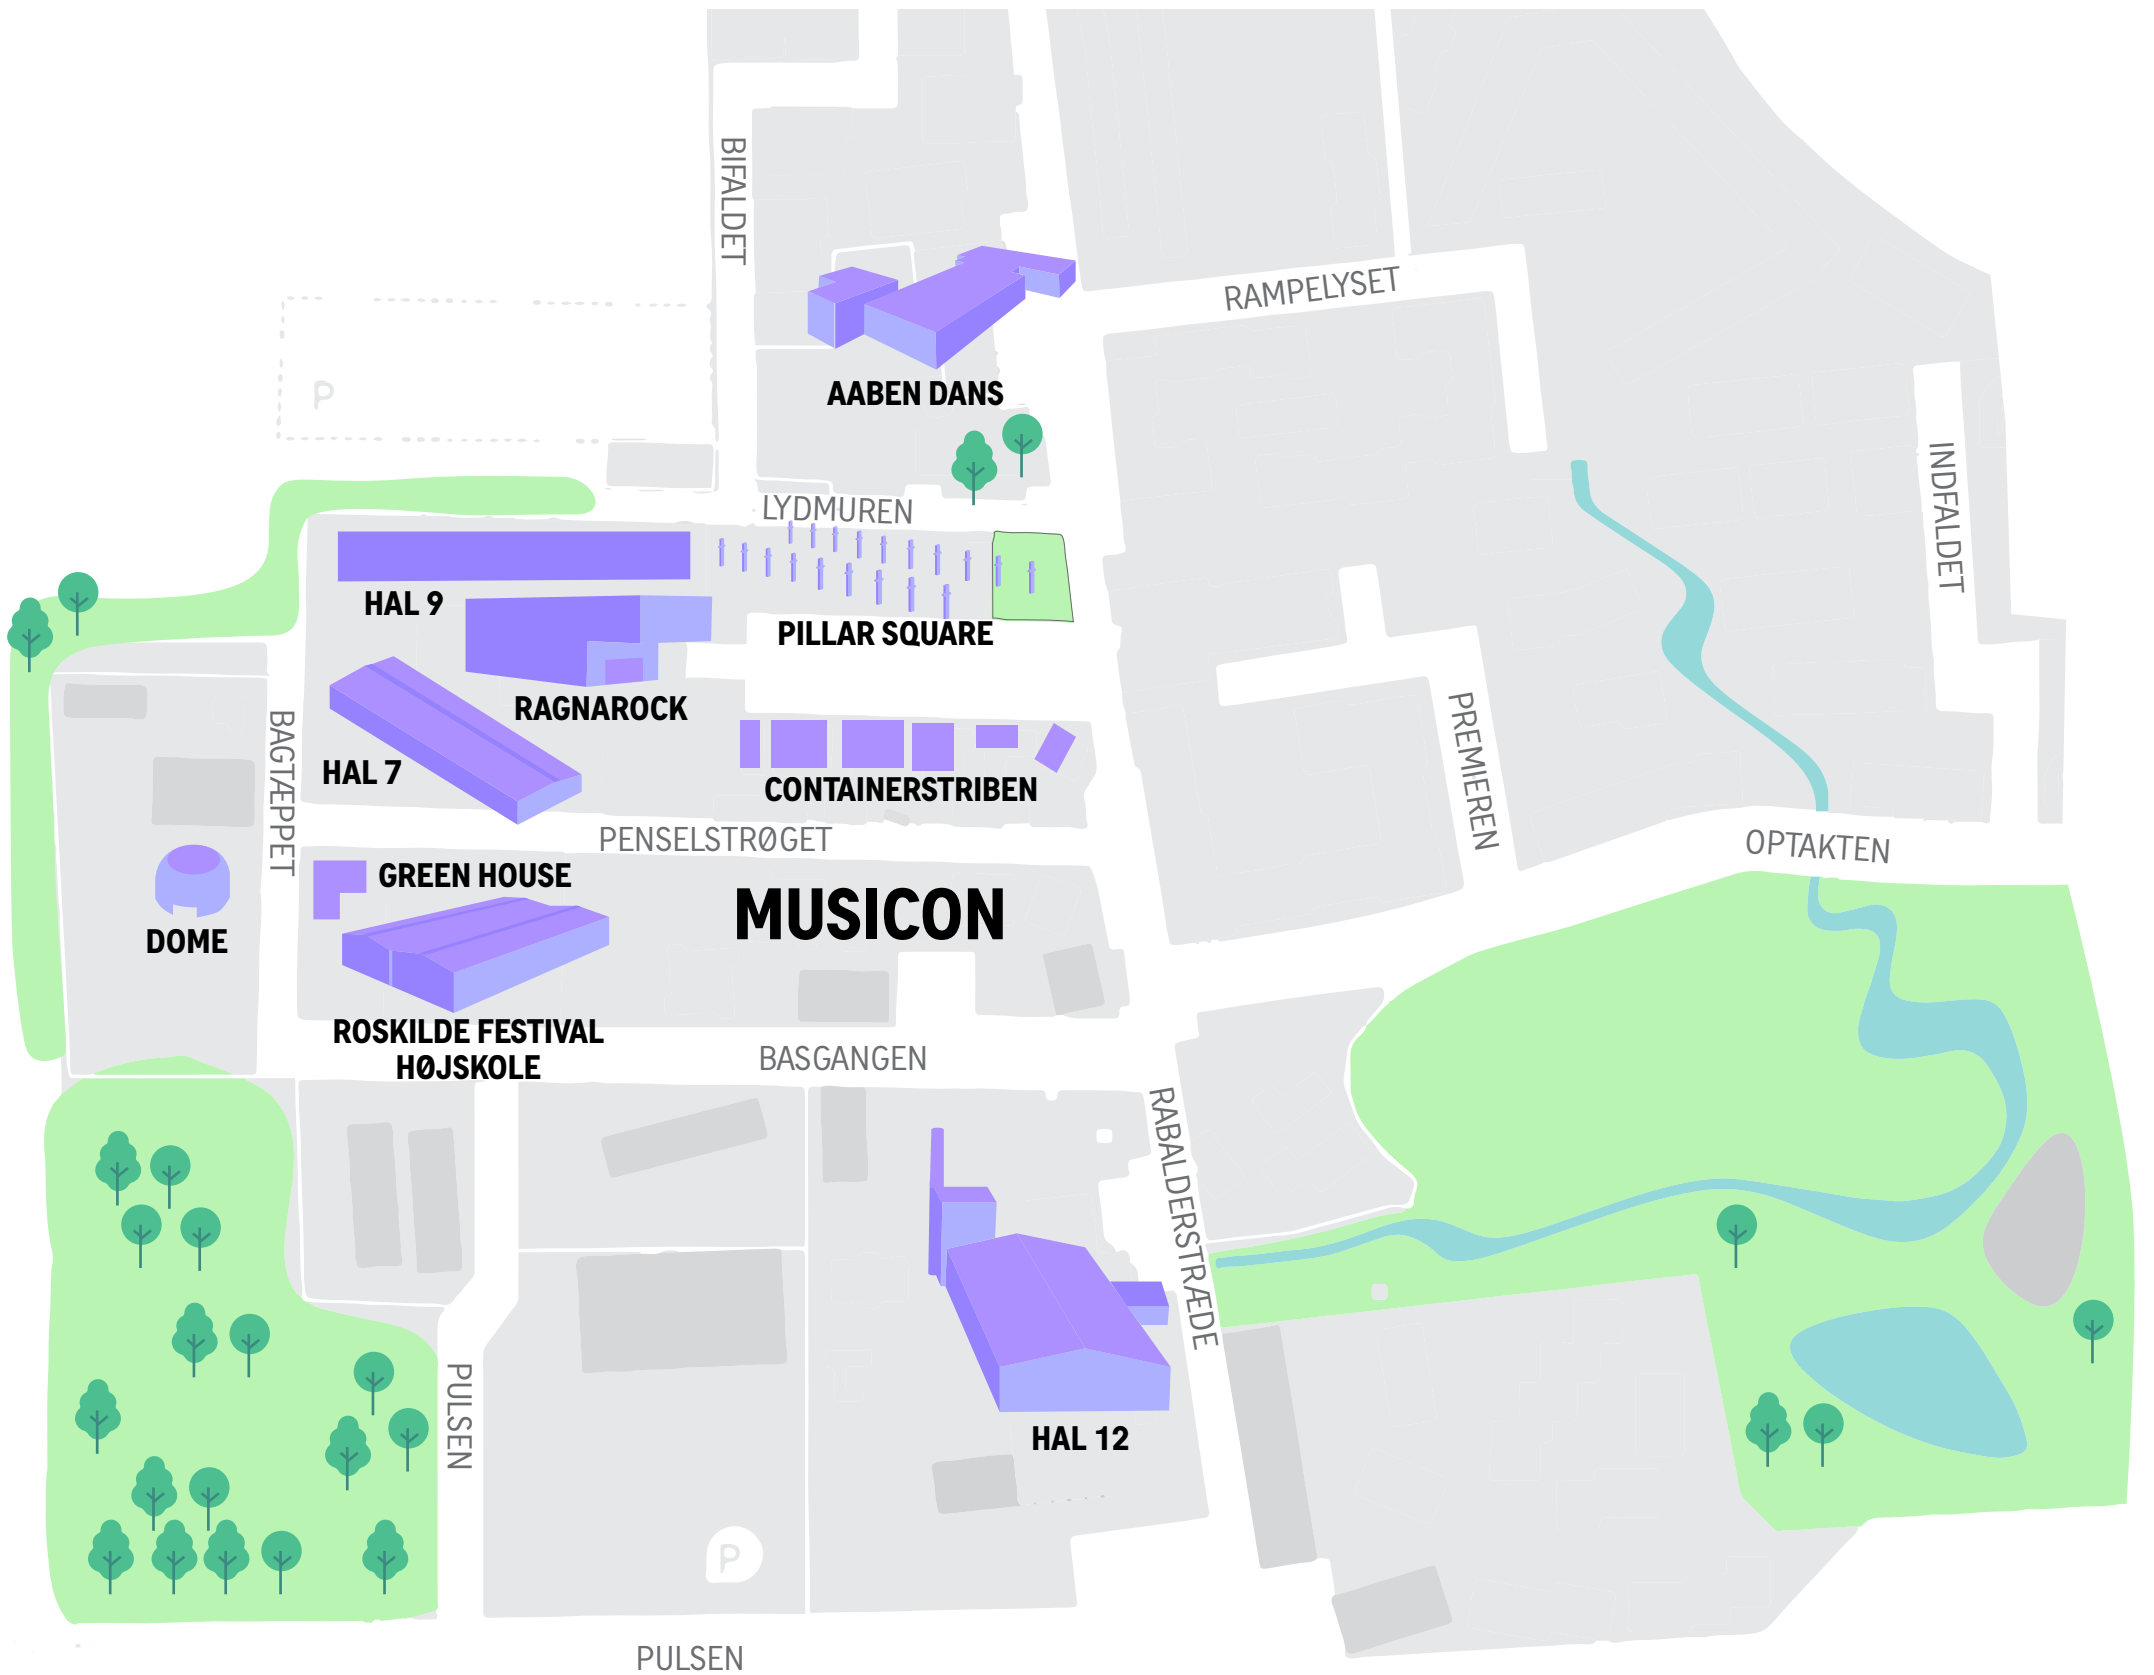 BIFALDET
RAMPELYSET
P
AABEN DANS
LYDMUREN
INDFALDET
HAL 9
PILLAR SQUARE
RAGNAROCK
BAGTÆPPET
HAL 7
CONTAINERSTRIBEN
PREMIEREN
PENSELSTRØGET
OPTAKTEN
GREEN HOUSE
MUSICON
DOME
ROSKILDE FESTIVAL
HØJSKOLE
BASGANGEN
RABALDERSTRÆDE
PULSEN
HAL 12
P
PULSEN